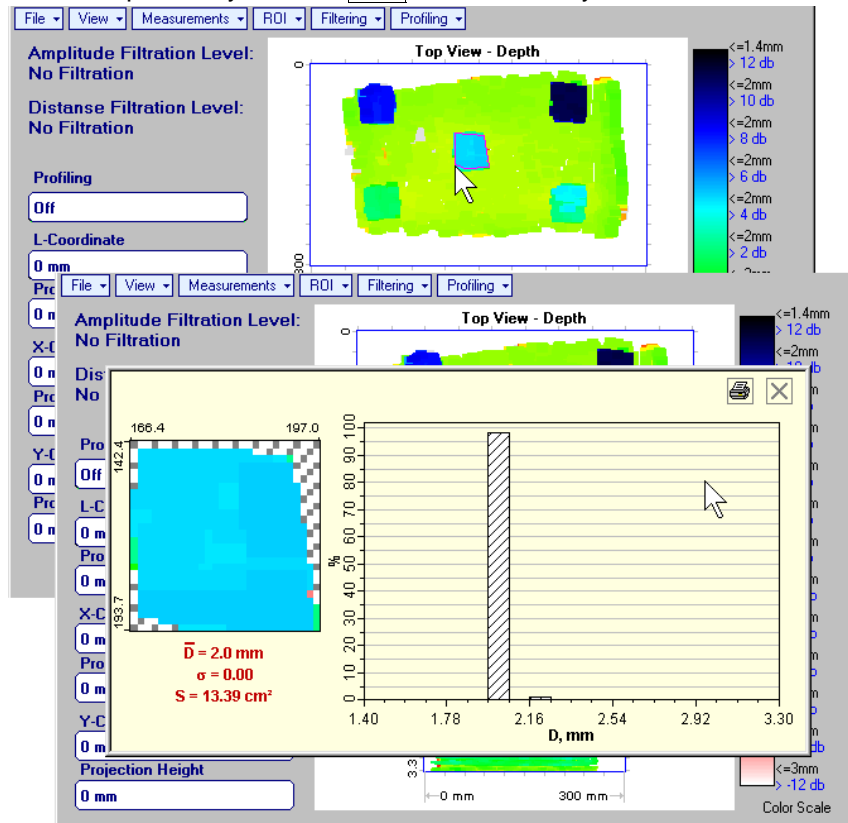 File View Measurements ROI Filtering Profiling
Amplitude Filtration Level:
No Filtration
Distanse Filtration Level:
No Filtration
Profiling
Off
L-Coordinate
0 mm
Top View - Depth
0
300
<=1.4mm
> 12 db
<=2mm
> 10 db
<=2mm
> 8 db
<=2mm
> 6 db
<=2mm
> 4 db
<=2mm
> 2 db
File View Measurements ROI Filtering Profiling
Amplitude Filtration Level:
No Filtration
Top View - Depth
0
<=1.4mm
> 12 db
<=2mm
Off
166.4 197.0
142.4
193.7
D = 2.0 mm
σ = 0.00
S = 13.39 cm²
%
100
90
80
70
60
50
40
30
20
10
0
1.40 1.78 2.16 2.54 2.92 3.30
D, mm
Projection Height
0 mm
3.3
0 mm 300 mm
<=3mm
> -12 db
Color Scale